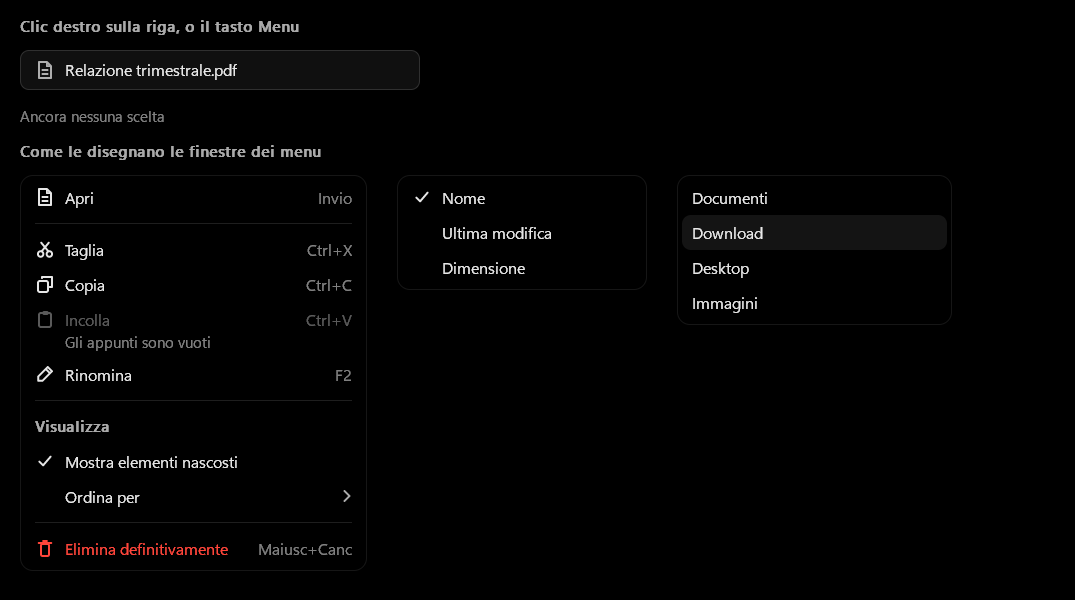 Clic destro sulla riga, o il tasto Menu
Relazione trimestrale.pdf
Ancora nessuna scelta
Come le disegnano le finestre dei menu
Apri Invio
Taglia Ctrl+X
Copia Ctrl+C
Incolla Ctrl+V
Gli appunti sono vuoti
Rinomina F2
Visualizza
Mostra elementi nascosti
Ordina per
Elimina definitivamente Maiusc+Canc
Nome
Ultima modifica
Dimensione
Documenti
Download
Desktop
Immagini